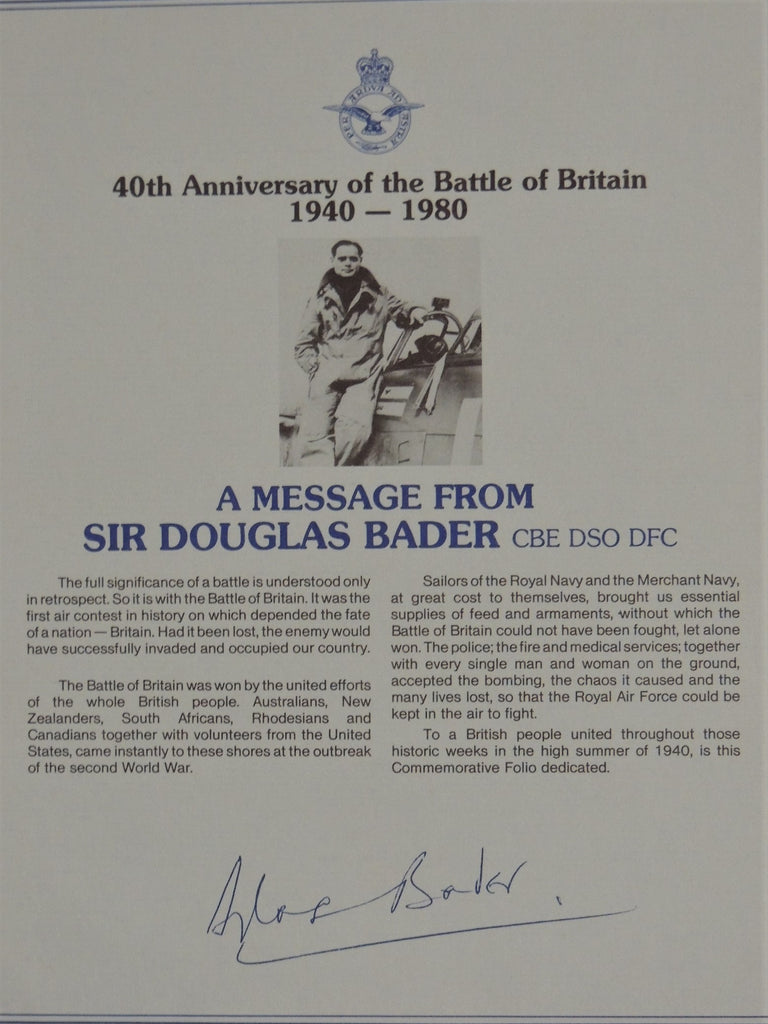 PER ARDUA AD ASTRA
40th Anniversary of the Battle of Britain
1940 — 1980
A MESSAGE FROM
SIR DOUGLAS BADER CBE DSO DFC
The full significance of a battle is understood only
in retrospect. So it is with the Battle of Britain. It was the
first air contest in history on which depended the fate
of a nation — Britain. Had it been lost, the enemy would
have successfully invaded and occupied our country.
The Battle of Britain was won by the united efforts
of the whole British people. Australians, New
Zealanders, South Africans, Rhodesians and
Canadians together with volunteers from the United
States, came instantly to these shores at the outbreak
of the second World War.
Sailors of the Royal Navy and the Merchant Navy,
at great cost to themselves, brought us essential
supplies of feed and armaments, without which the
Battle of Britain could not have been fought, let alone
won. The police; the fire and medical services; together
with every single man and woman on the ground,
accepted the bombing, the chaos it caused and the
many lives lost, so that the Royal Air Force could be
kept in the air to fight.
To a British people united throughout those
historic weeks in the high summer of 1940, is this
Commemorative Folio dedicated.
Douglas Bader.